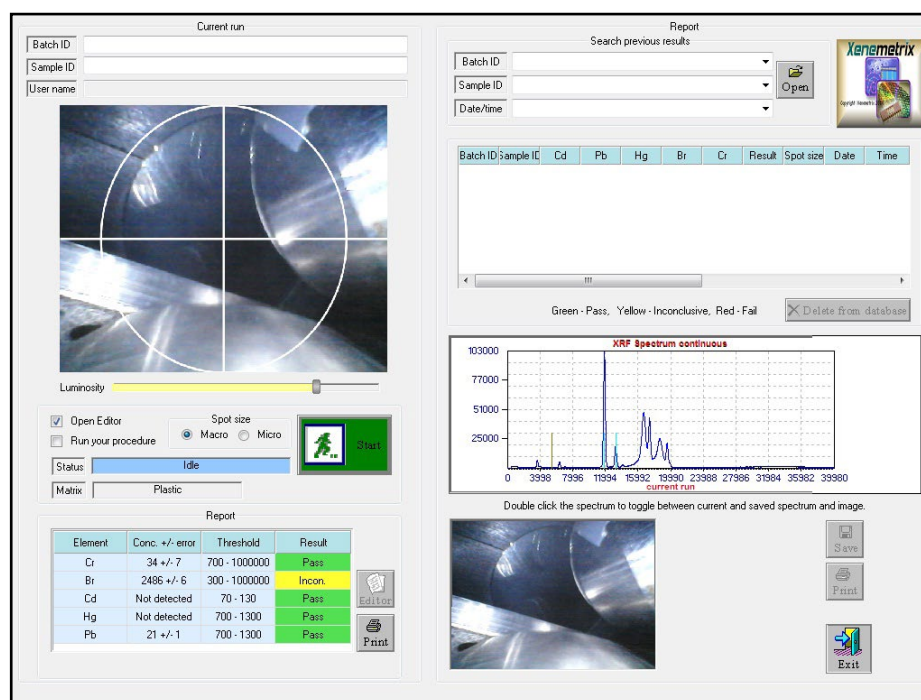 Current run
Batch ID
Sample ID
User name
Luminosity
Open Editor
Run your procedure
Spot size
Macro Micro
Start
Status Idle
Matrix Plastic
Report
Element Conc. +/- error Threshold Result
Cr 34 +/- 7 700 - 1000000 Pass
Br 2486 +/- 6 300 - 1000000 Incon.
Cd Not detected 70 - 130 Pass
Hg Not detected 700 - 1300 Pass
Pb 21 +/- 1 700 - 1300 Pass
Editor
Print
Report
Search previous results
Batch ID
Sample ID
Date/time
Open
Xenemetrix
Batch ID Sample ID Cd Pb Hg Br Cr Result Spot size Date Time
Green - Pass, Yellow - Inconclusive, Red - Fail
Delete from database
XRF Spectrum continuous
103000
77000
51000
25000
0 3998 7996 11994 15992 19990 23988 27986 31984 35982 39980
current run
Double click the spectrum to toggle between current and saved spectrum and image.
Save
Print
Exit